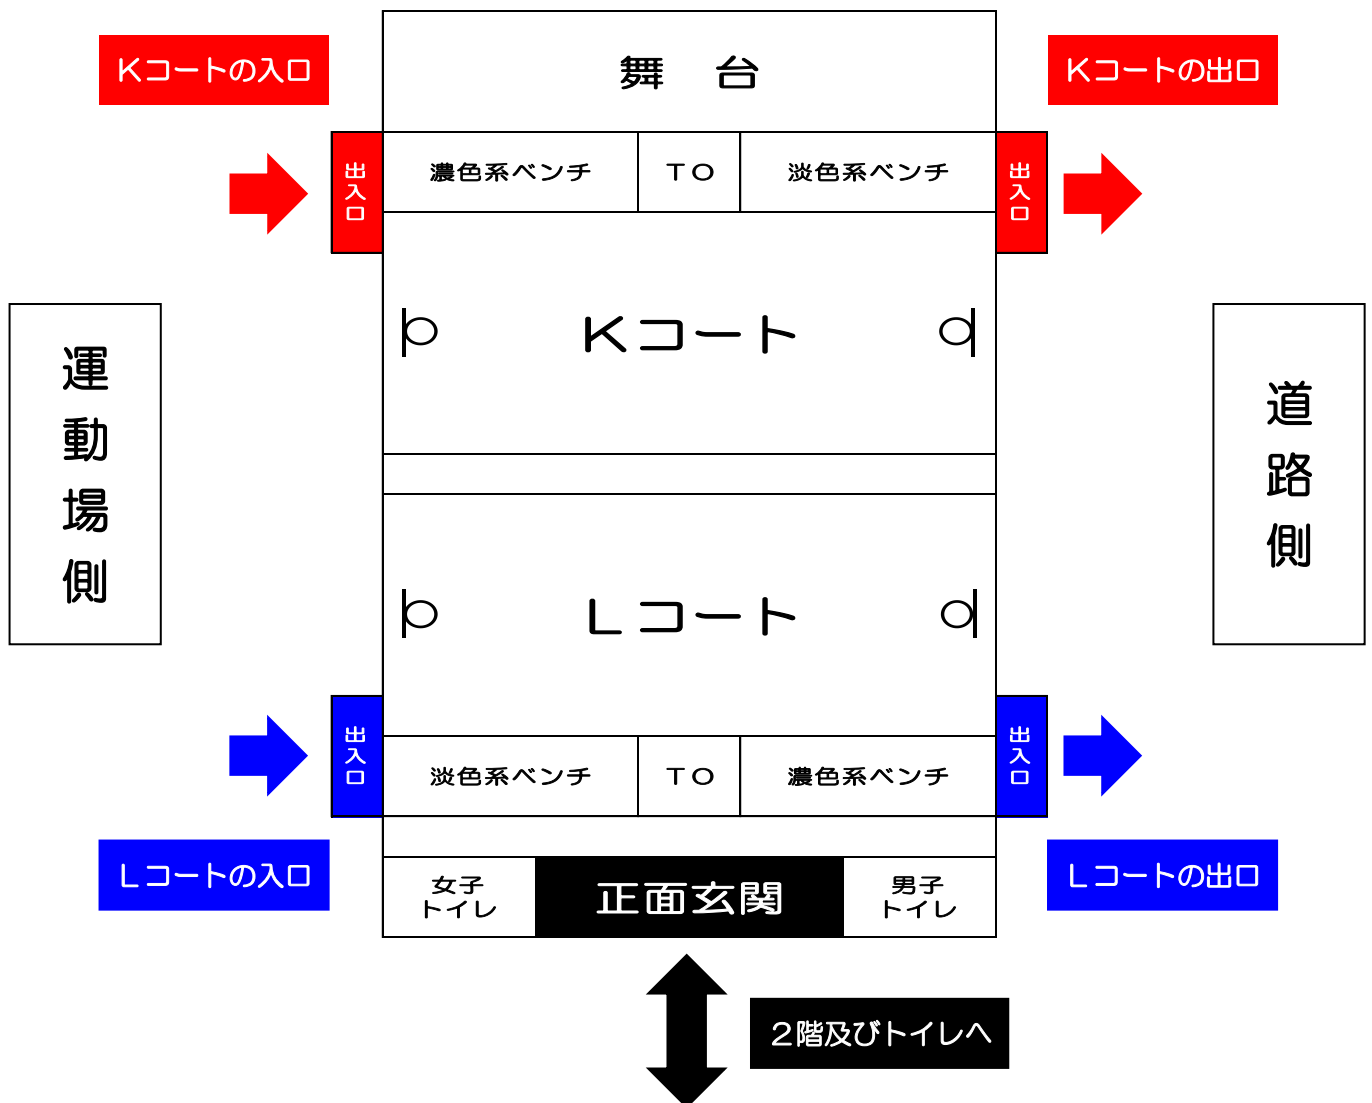 Kコートの入口
舞 台
Kコートの出口
出入口
濃色系ベンチ
TO
淡色系ベンチ
出入口
運動場側
Kコート
道路側
Lコート
出入口
淡色系ベンチ
TO
濃色系ベンチ
出入口
Lコートの入口
女子
トイレ
正面玄関
男子
トイレ
Lコートの出口
2階及びトイレへ